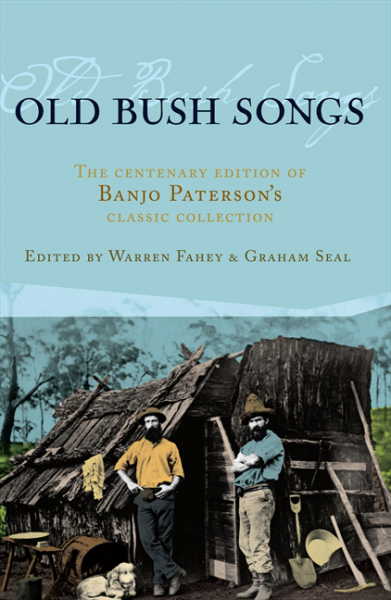 Old Bush Songs
OLD BUSH SONGS
THE CENTENARY EDITION OF
BANJO PATERSON'S
CLASSIC COLLECTION
EDITED BY WARREN FAHEY & GRAHAM SEAL